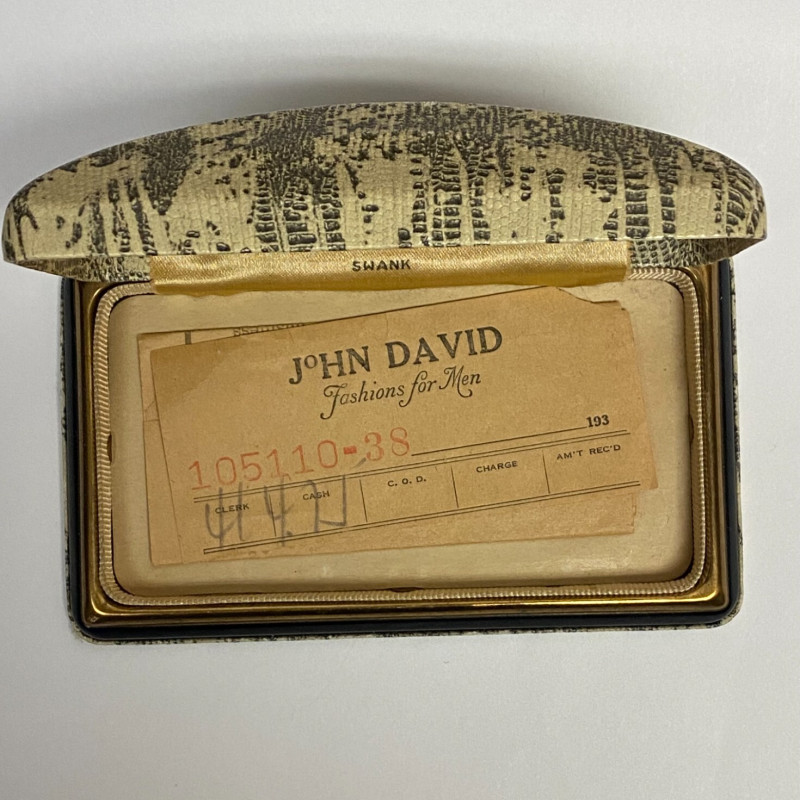 SWANK
JOHN DAVID
Fashions for Men
193
105110-38
CLERK CASH C. O. D. CHARGE AM'T REC'D